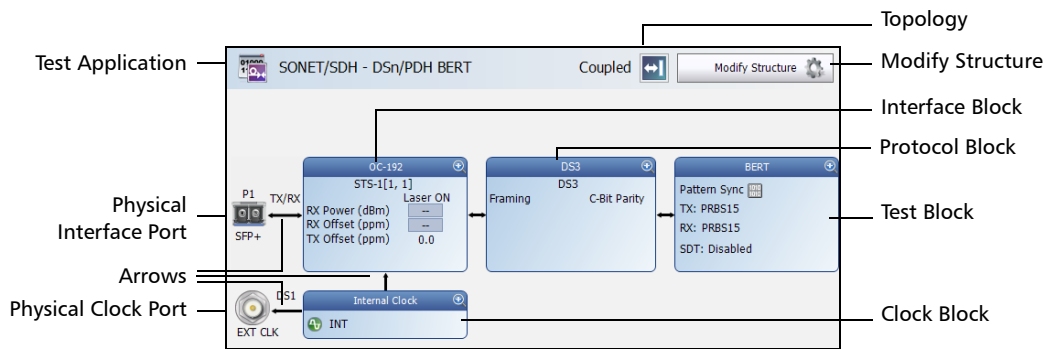 Topology
Test Application
SONET/SDH - DSn/PDH BERT
Coupled
Modify Structure
Modify Structure
Interface Block
Protocol Block
OC-192
DS3
BERT
STS-1[1, 1]
DS3
Pattern Sync
P1
TX/RX
Laser ON
Framing
C-Bit Parity
RX Power (dBm)
--
TX: PRBS15
Physical
Interface Port
RX Offset (ppm)
--
RX: PRBS15
Test Block
SFP+
TX Offset (ppm)
0.0
SDT: Disabled
Arrows
Physical Clock Port
DS1
Internal Clock
INT
Clock Block
EXT CLK